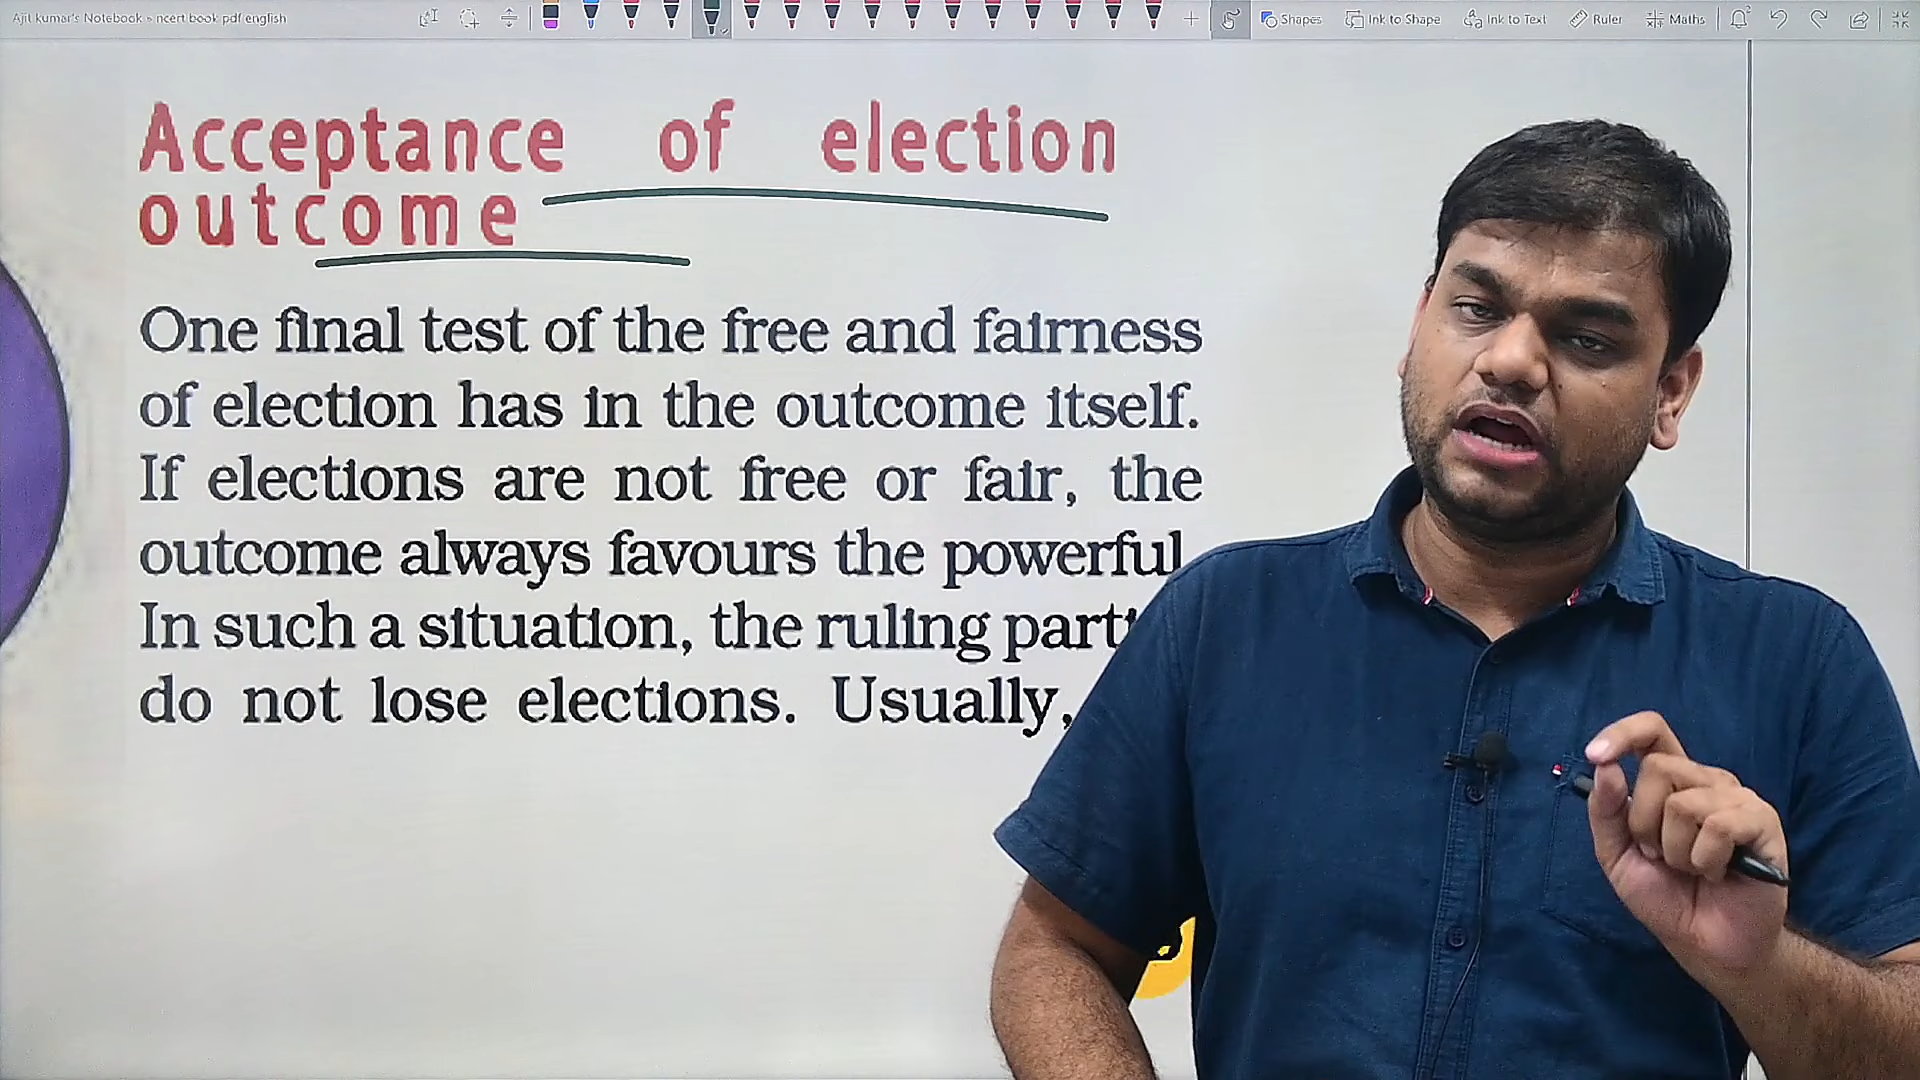 Ajit kumar's Notebook » ncert book pdf english
Shapes
Ink to Shape
Ink to Text
Ruler
Maths
Acceptance of election
outcome
One final test of the free and fairness
of election has in the outcome itself.
If elections are not free or fair, the
outcome always favours the powerful
In such a situation, the ruling
do not lose elections. Usually,